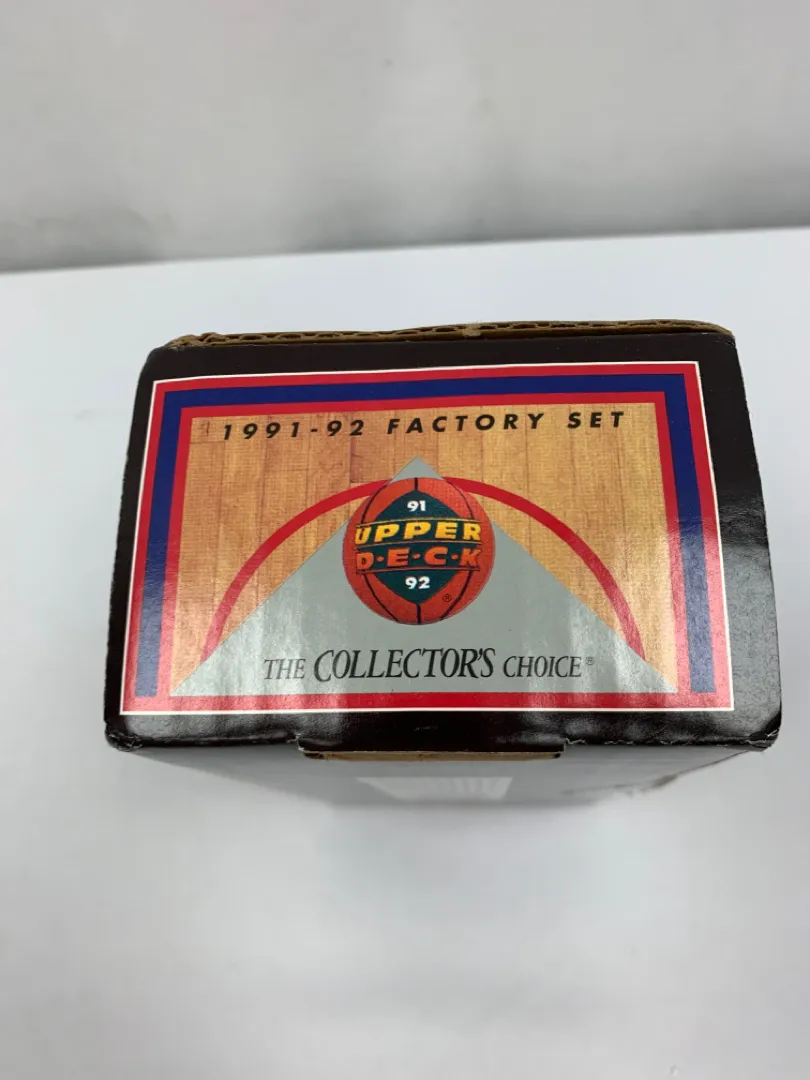 1991-92 FACTORY SET
91
UPPER
D·E·C·K
92
®
THE COLLECTOR'S CHOICE®